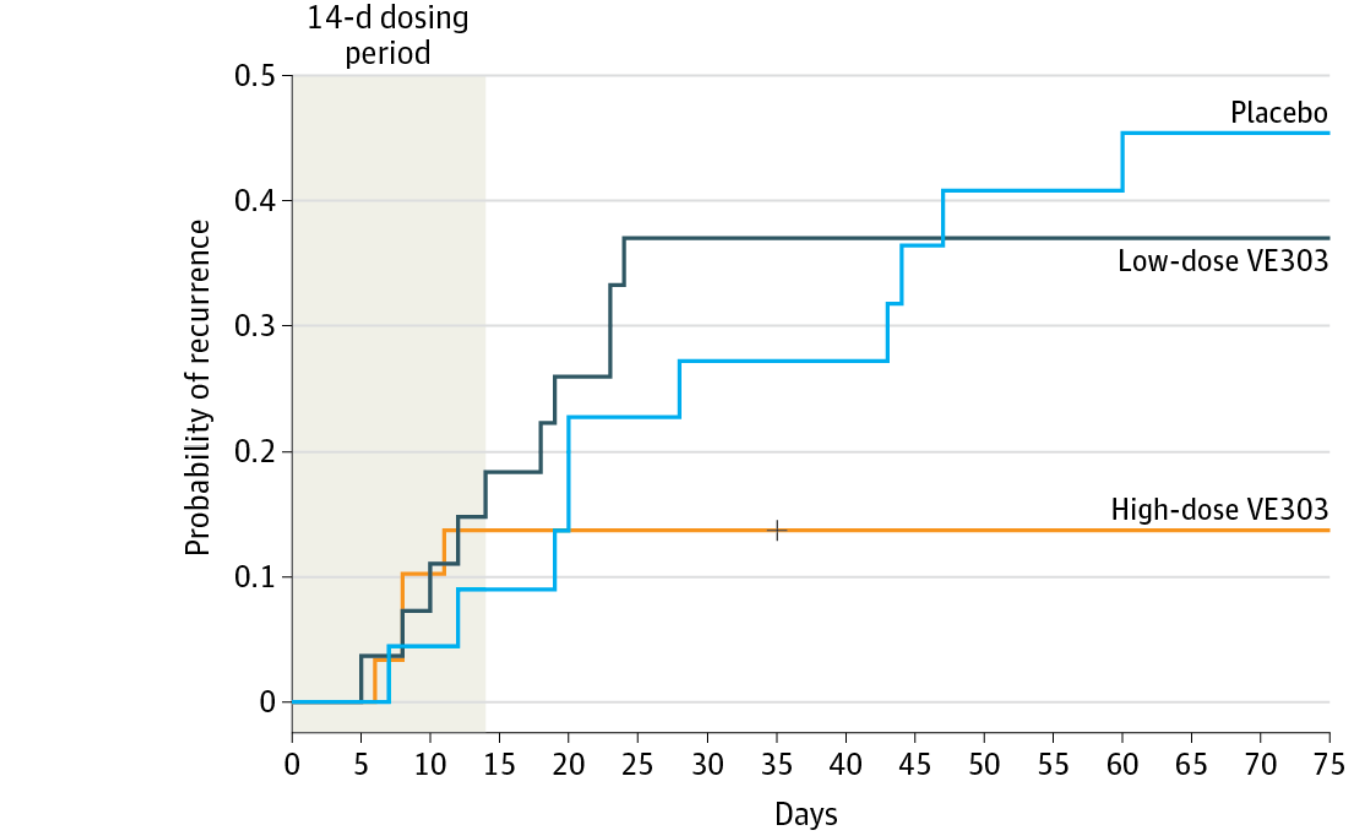 14-d dosing
period
0.5
0.4
0.3
0.2
0.1
0
Probability of recurrence
Placebo
Low-dose VE303
High-dose VE303
0 5 10 15 20 25 30 35 40 45 50 55 60 65 70 75
Days